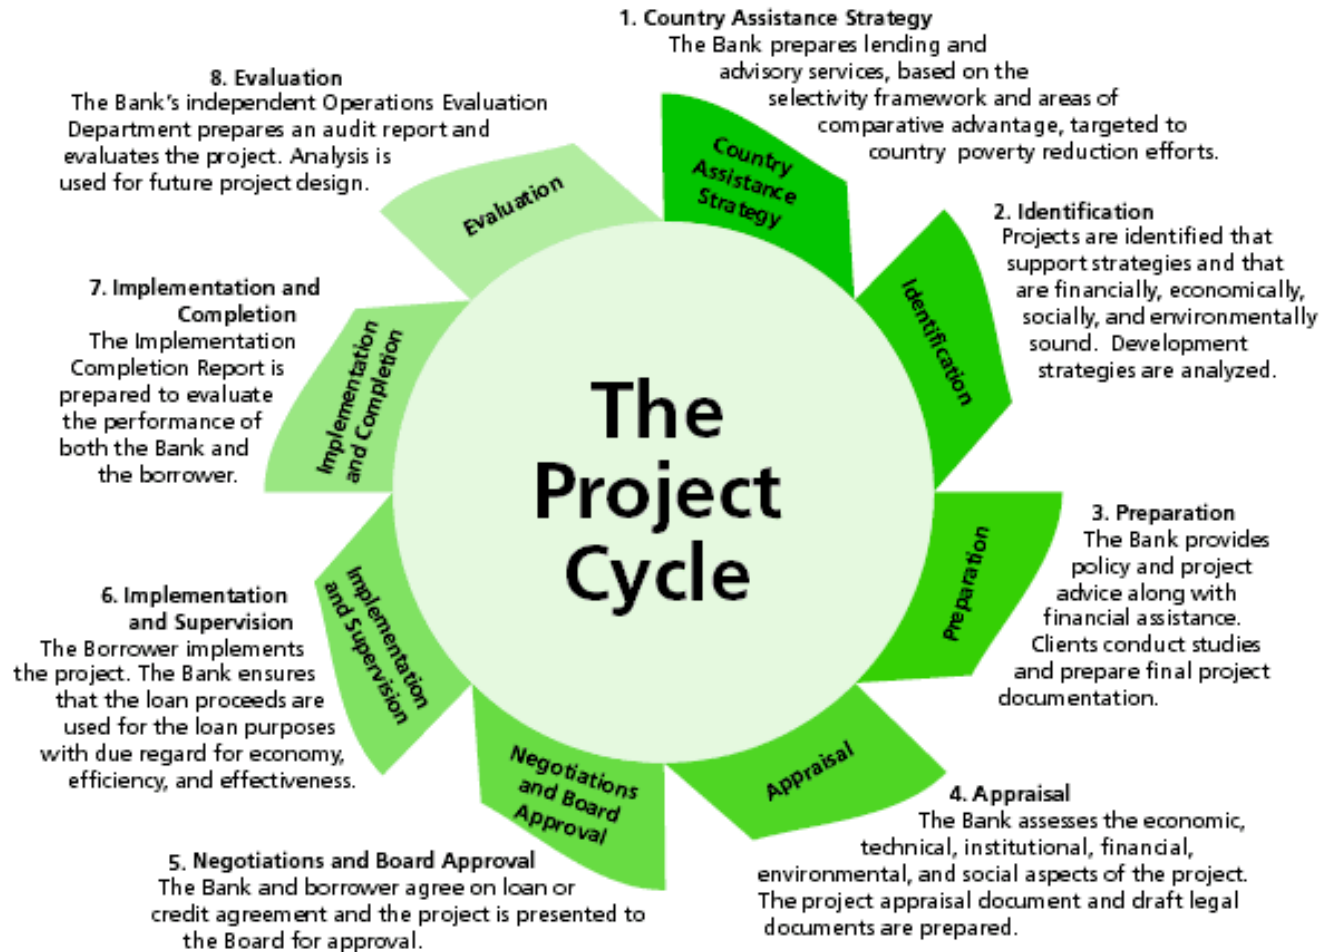 1. Country Assistance Strategy
The Bank prepares lending and
advisory services, based on the
selectivity framework and areas of
comparative advantage, targeted to
country poverty reduction efforts.
2. Identification
Projects are identified that
support strategies and that
are financially, economically,
socially, and environmentally
sound. Development
strategies are analyzed.
3. Preparation
The Bank provides
policy and project
advice along with
financial assistance.
Clients conduct studies
and prepare final project
documentation.
4. Appraisal
The Bank assesses the economic,
technical, institutional, financial,
environmental, and social aspects of the project.
The project appraisal document and draft legal
documents are prepared.
5. Negotiations and Board Approval
The Bank and borrower agree on loan or
credit agreement and the project is presented to
the Board for approval.
6. Implementation
and Supervision
The Borrower implements
the project. The Bank ensures
that the loan proceeds are
used for the loan purposes
with due regard for economy,
efficiency, and effectiveness.
7. Implementation and
Completion
The Implementation
Completion Report is
prepared to evaluate
the performance of
both the Bank and
the borrower.
8. Evaluation
The Bank's independent Operations Evaluation
Department prepares an audit report and
evaluates the project. Analysis is
used for future project design.
Country
Assistance
Strategy
Identification
Preparation
Appraisal
Negotiations
and Board
Approval
Implementation
and Supervision
Implementation
and Completion
Evaluation
The
Project
Cycle